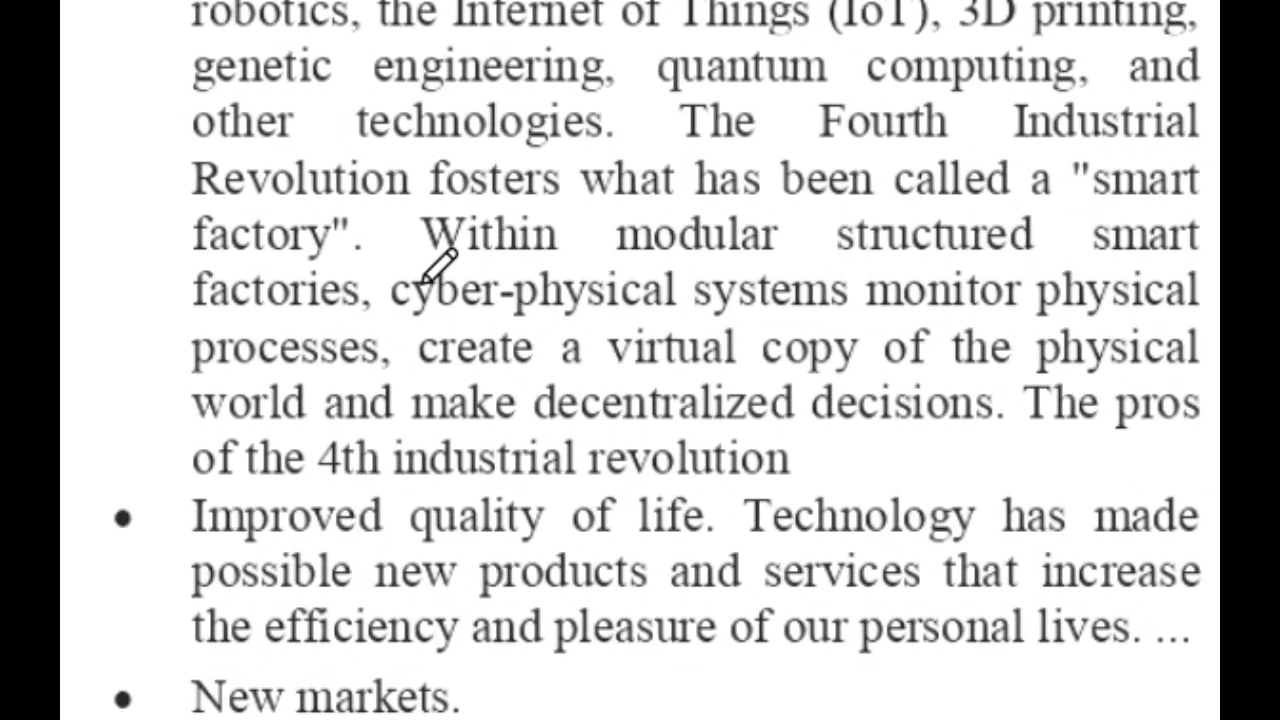 robotics, the Internet of Things (IoT), 3D printing,
genetic engineering, quantum computing, and
other technologies. The Fourth Industrial
Revolution fosters what has been called a "smart
factory". Within modular structured smart
factories, cyber-physical systems monitor physical
processes, create a virtual copy of the physical
world and make decentralized decisions. The pros
of the 4th industrial revolution
• Improved quality of life. Technology has made
possible new products and services that increase
the efficiency and pleasure of our personal lives. ...
• New markets.